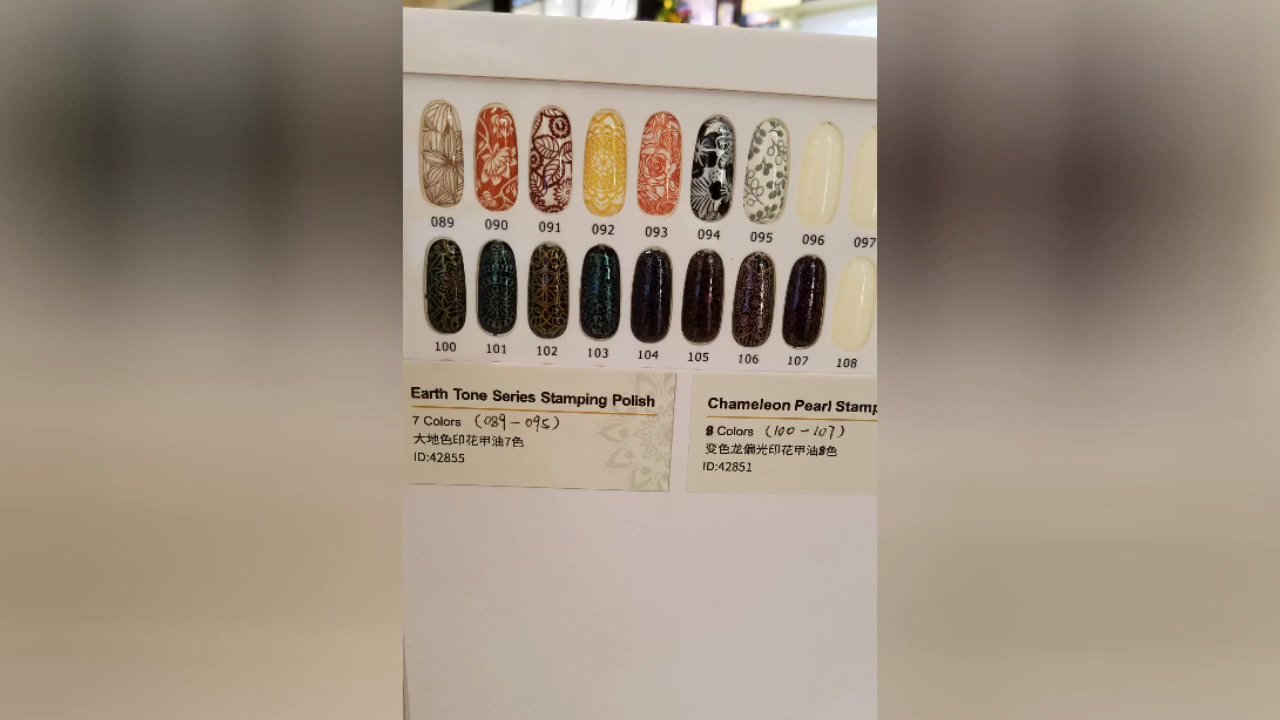 089 090 091 092 093 094 095 096 097
100 101 102 103 104 105 106 107 108
Earth Tone Series Stamping Polish
7 Colors (089-095)
大地色印花甲油7色
ID:42855
Chameleon Pearl Stamp
8 Colors (100-107)
变色龙偏光印花甲油8色
ID:42851